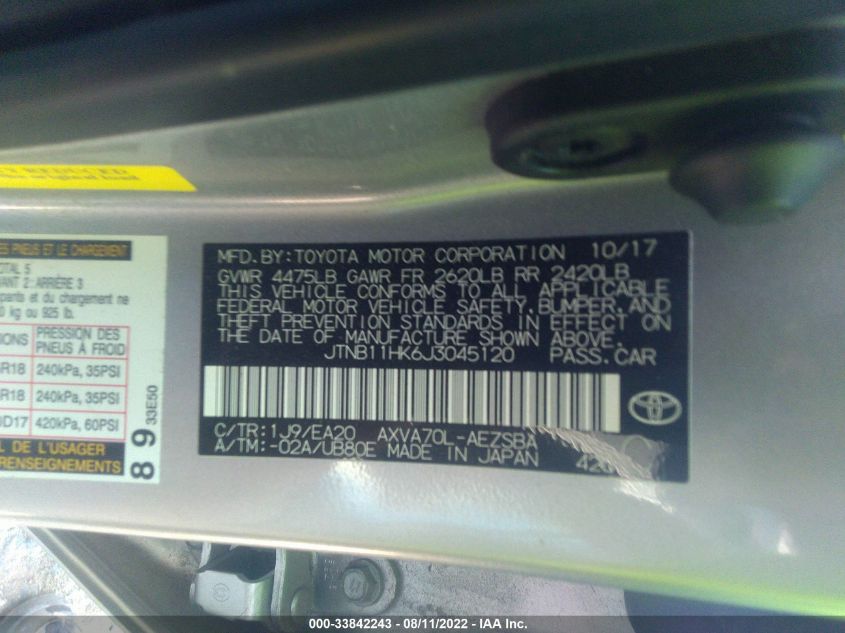 DES PNEUS ET LE CHARGEMENT
5
2 : ARRIÈRE 3
et du chargement ne
kg ou 925 lb.
PRESSION DES
PNEUS À FROID
R18 240kPa, 35PSI
R18 240kPa, 35PSI
D17 420kPa, 60PSI
DE L'USAGER
RENSEIGNEMENTS
33E50
89
MFD.BY:TOYOTA MOTOR CORPORATION 10/17
GVWR 4475LB GAWR FR 2620LB RR 2420LB
THIS VEHICLE CONFORMS TO ALL APPLICABLE
FEDERAL MOTOR VEHICLE SAFETY,BUMPER,AND
THEFT PREVENTION STANDARDS IN EFFECT ON
THE DATE OF MANUFACTURE SHOWN ABOVE.
JTNB11HK6J3045120 PASS.CAR
C/TR:1J9/EA20 AXVA70L-AEZSBA
A/TM:-02A/UB80E MADE IN JAPAN
000-33842243 - 08/11/2022 - IAA Inc.